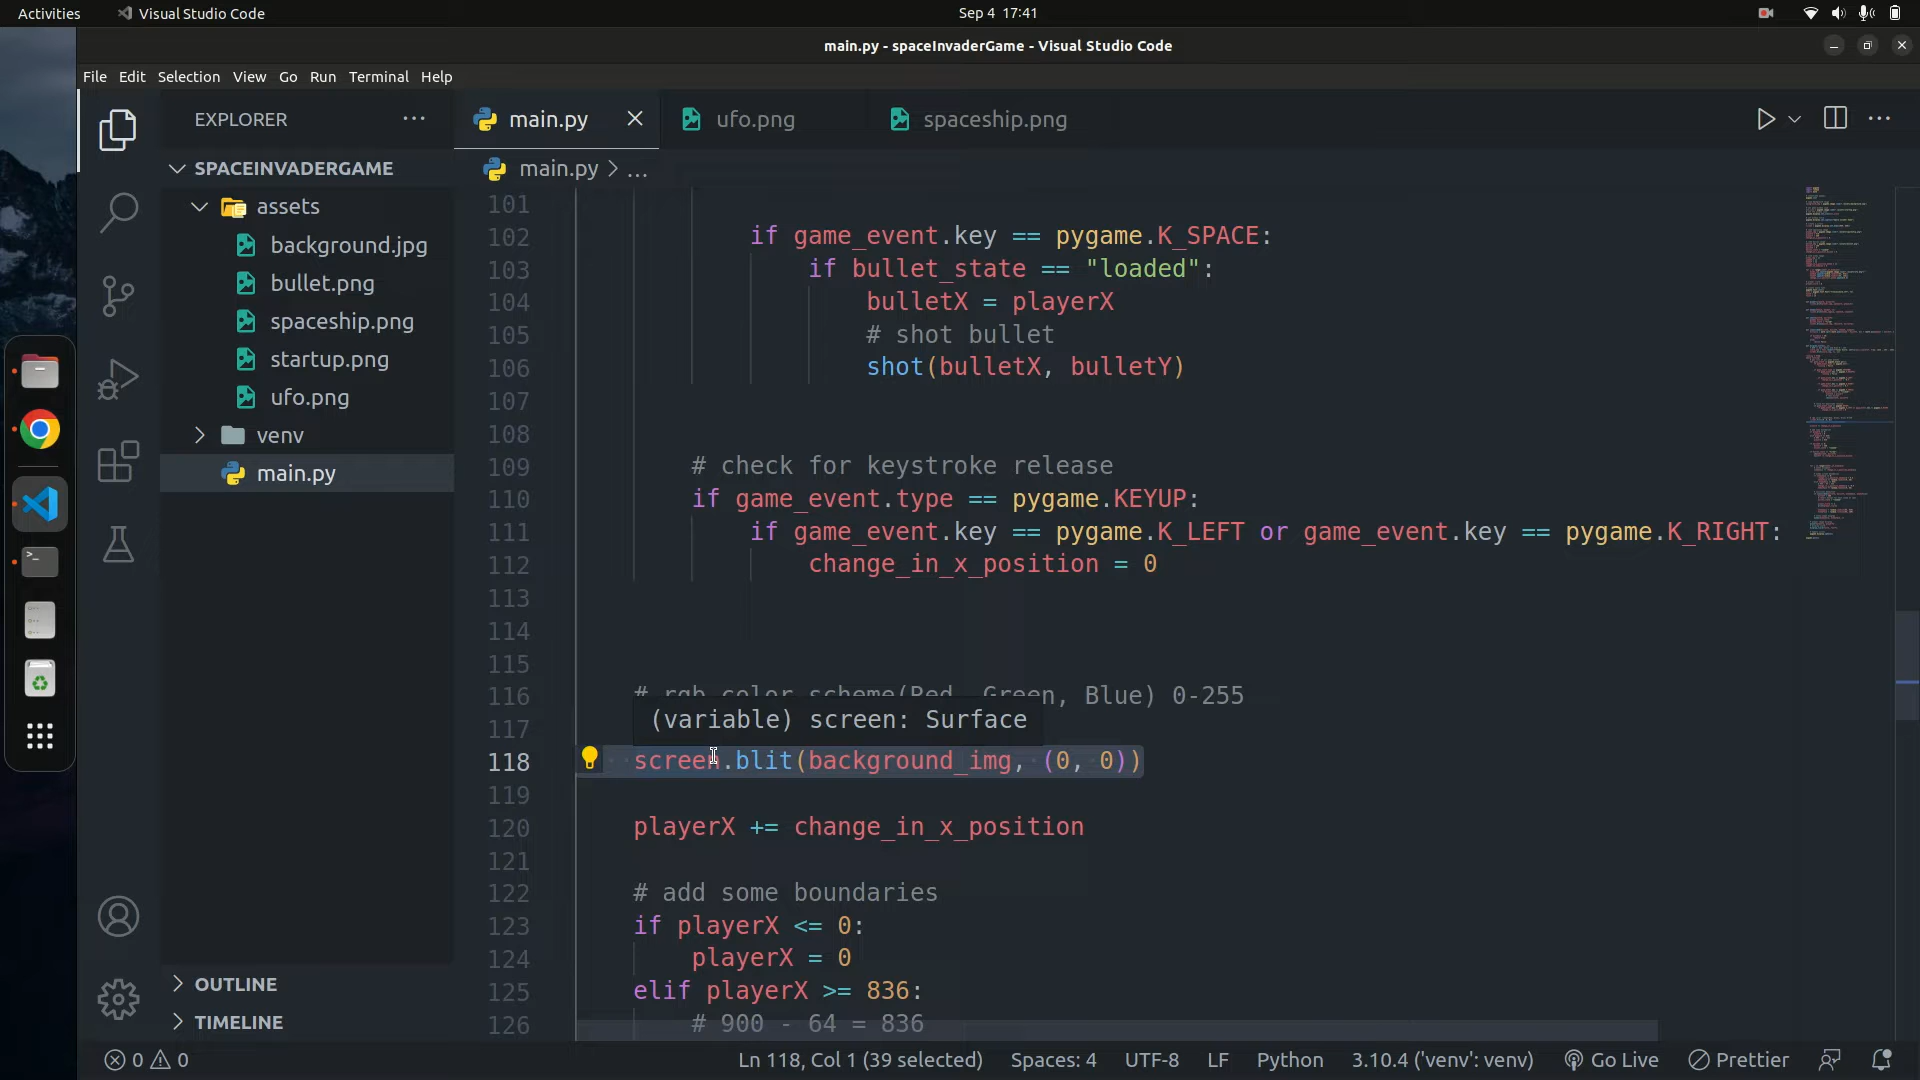 Activities
Visual Studio Code
Sep 4 17:41
main.py - spaceInvaderGame - Visual Studio Code
File Edit Selection View Go Run Terminal Help
EXPLORER
main.py
ufo.png
spaceship.png
SPACEINVADERGAME
main.py > ...
assets
background.jpg
bullet.png
spaceship.png
startup.png
ufo.png
venv
main.py
OUTLINE
TIMELINE
101
102 if game_event.key == pygame.K_SPACE:
103 if bullet_state == "loaded":
104 bulletX = playerX
105 # shot bullet
106 shot(bulletX, bulletY)
107
108
109 # check for keystroke release
110 if game_event.type == pygame.KEYUP:
111 if game_event.key == pygame.K_LEFT or game_event.key == pygame.K_RIGHT:
112 change_in_x_position = 0
113
114
115
116 # rgb color scheme(Red, Green, Blue) 0-255
117
(variable) screen: Surface
118 screen.blit(background_img, (0, 0))
119
120 playerX += change_in_x_position
121
122 # add some boundaries
123 if playerX <= 0:
124 playerX = 0
125 elif playerX >= 836:
126 # 900 - 64 = 836
0 0
Ln 118, Col 1 (39 selected)
Spaces: 4
UTF-8
LF
Python
3.10.4 ('venv': venv)
Go Live
Prettier